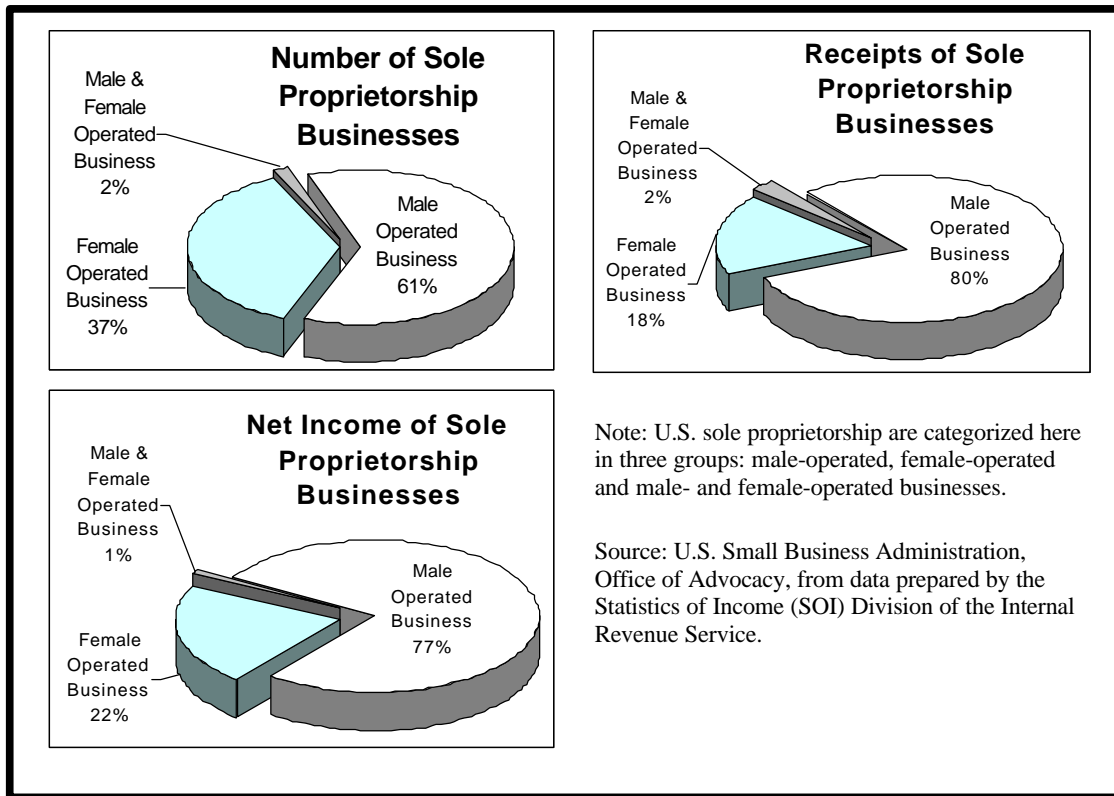 Number of Sole
Proprietorship
Businesses
Male &
Female
Operated
Business
2%
Male
Operated
Business
61%
Female
Operated
Business
37%
Receipts of Sole
Proprietorship
Businesses
Male &
Female
Operated
Business
2%
Male
Operated
Business
80%
Female
Operated
Business
18%
Net Income of Sole
Proprietorship
Businesses
Male &
Female
Operated
Business
1%
Male
Operated
Business
77%
Female
Operated
Business
22%
Note: U.S. sole proprietorship are categorized here
in three groups: male-operated, female-operated
and male- and female-operated businesses.
Source: U.S. Small Business Administration,
Office of Advocacy, from data prepared by the
Statistics of Income (SOI) Division of the Internal
Revenue Service.